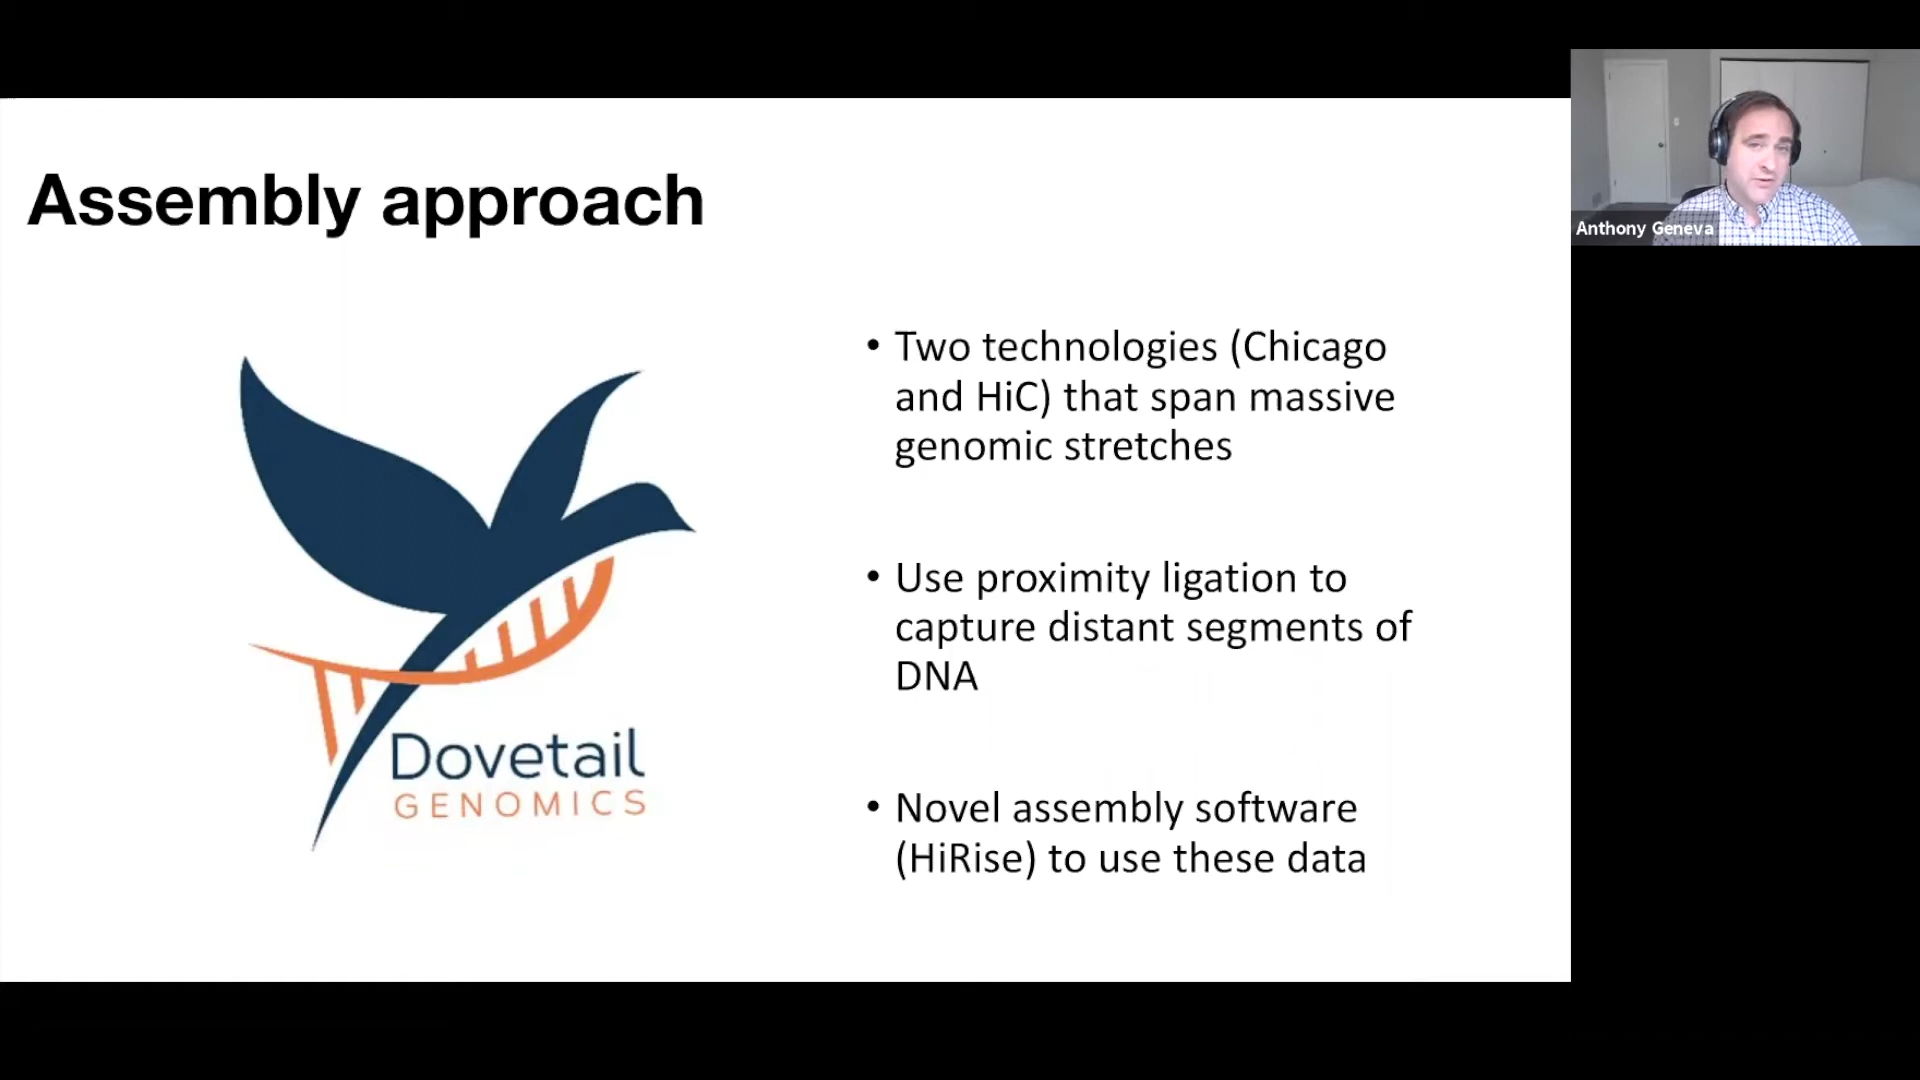 Assembly approach
Anthony Geneva
• Two technologies (Chicago
and HiC) that span massive
genomic stretches
• Use proximity ligation to
capture distant segments of
DNA
• Novel assembly software
(HiRise) to use these data
Dovetail
GENOMICS